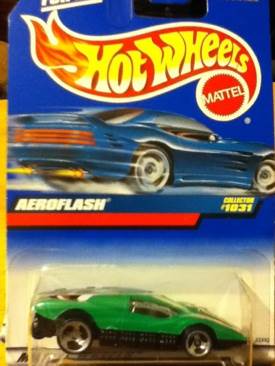 HOT WHEELS
MATTEL
®
AEROFLASH
COLLECTOR
#1031